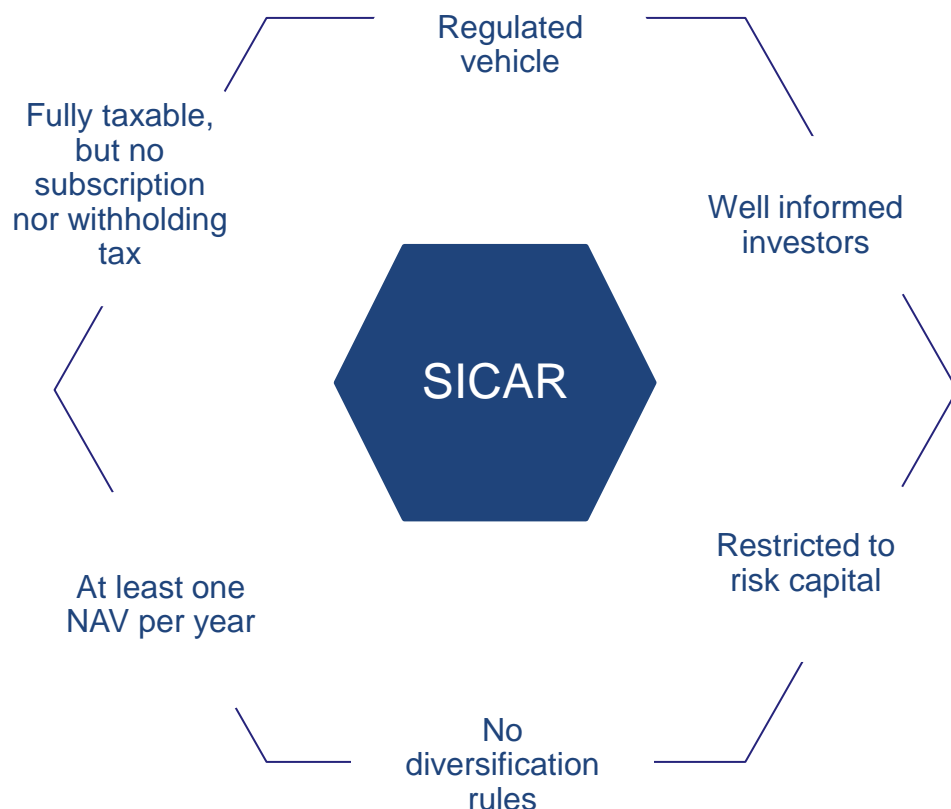 Regulated
vehicle
Well informed
investors
Restricted to
risk capital
No
diversification
rules
At least one
NAV per year
Fully taxable,
but no
subscription
nor withholding
tax
SICAR